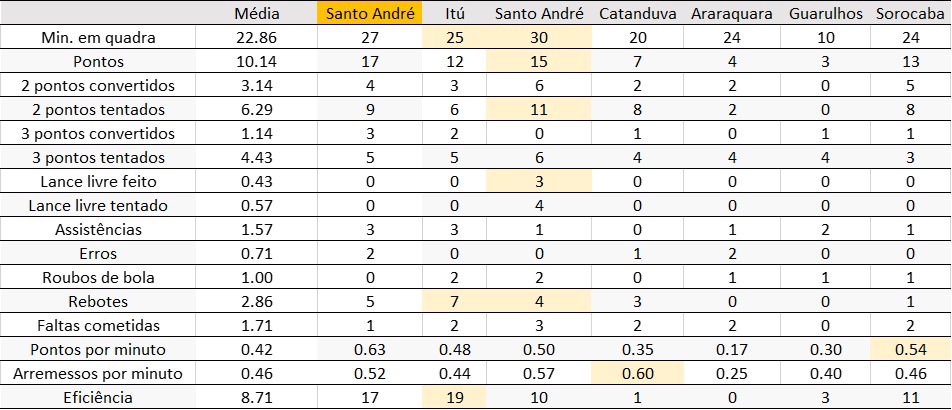 Média Santo André Itú Santo André Catanduva Araraquara Guarulhos Sorocaba
Min. em quadra 22.86 27 25 30 20 24 10 24
Pontos 10.14 17 12 15 7 4 3 13
2 pontos convertidos 3.14 4 3 6 2 2 0 5
2 pontos tentados 6.29 9 6 11 8 2 0 8
3 pontos convertidos 1.14 3 2 0 1 0 1 1
3 pontos tentados 4.43 5 5 6 4 4 4 3
Lance livre feito 0.43 0 0 3 0 0 0 0
Lance livre tentado 0.57 0 0 4 0 0 0 0
Assistências 1.57 3 3 1 0 1 2 1
Erros 0.71 2 0 0 1 2 0 0
Roubos de bola 1.00 0 2 2 0 1 1 1
Rebotes 2.86 5 7 4 3 0 0 1
Faltas cometidas 1.71 1 2 3 2 2 0 2
Pontos por minuto 0.42 0.63 0.48 0.50 0.35 0.17 0.30 0.54
Arremessos por minuto 0.46 0.52 0.44 0.57 0.60 0.25 0.40 0.46
Eficiência 8.71 17 19 10 1 0 3 11